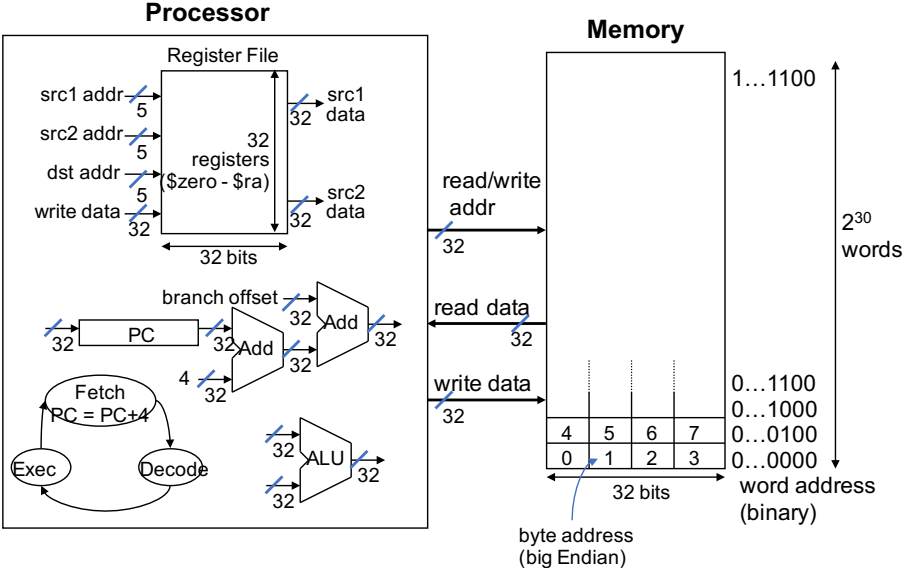 Processor
Register File
src1 addr
5
src2 addr
5
dst addr
5
write data
32
32
registers
($zero - $ra)
32 bits
src1
data
32
src2
data
32
branch offset
32
Add
32
PC
32
32
Add
32
4
32
Fetch
PC = PC+4
Exec
Decode
32
ALU
32
32
read/write
addr
32
read data
32
write data
32
Memory
1…1100
2³⁰
words
0…1100
0…1000
4 5 6 7 0…0100
0 1 2 3 0…0000
32 bits
word address
(binary)
byte address
(big Endian)